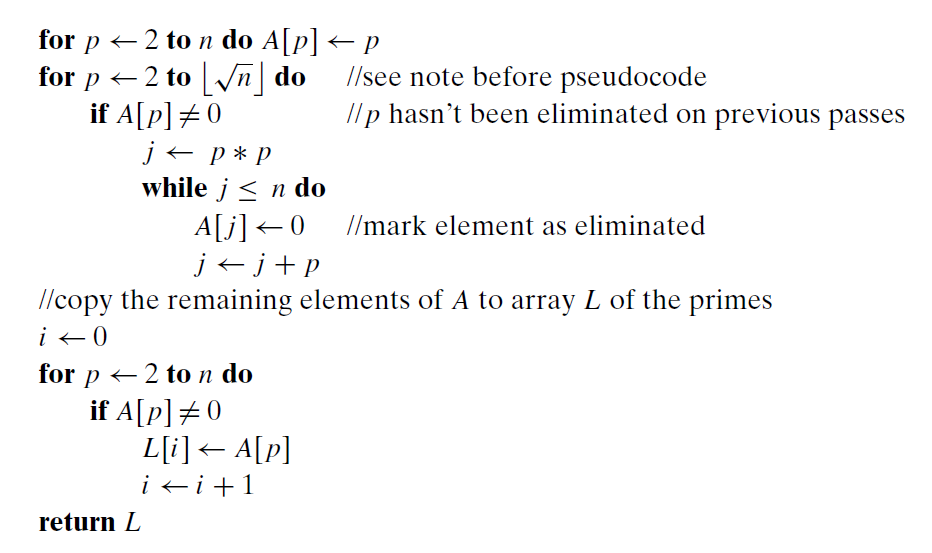 for p ← 2 to n do A[p] ← p
for p ← 2 to ⌊√n⌋ do //see note before pseudocode
if A[p] ≠ 0 //p hasn't been eliminated on previous passes
j ← p ∗ p
while j ≤ n do
A[j] ← 0 //mark element as eliminated
j ← j + p
//copy the remaining elements of A to array L of the primes
i ← 0
for p ← 2 to n do
if A[p] ≠ 0
L[i] ← A[p]
i ← i + 1
return L